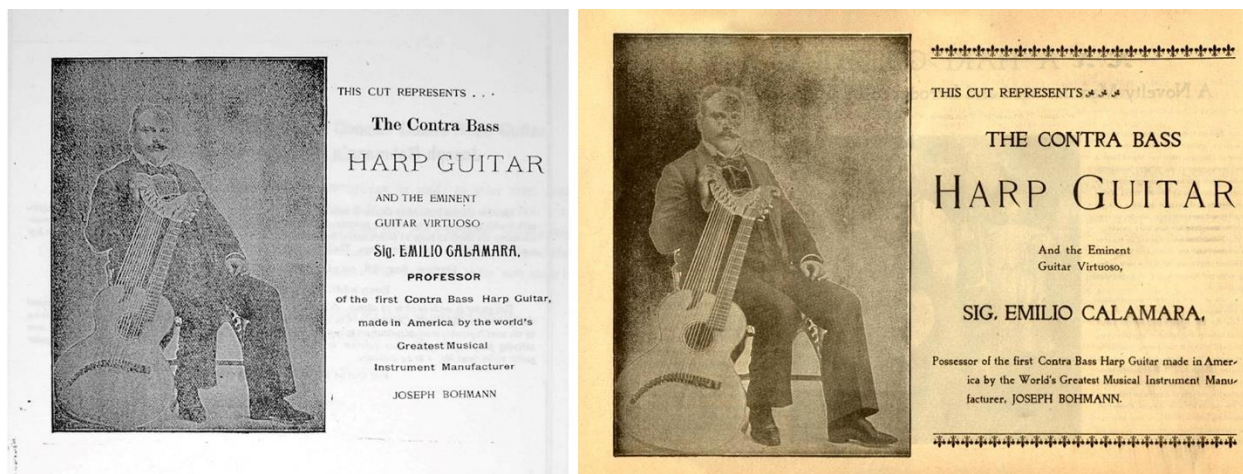 THIS CUT REPRESENTS . . .
The Contra Bass
HARP GUITAR
AND THE EMINENT
GUITAR VIRTUOSO
Sig. EMILIO CALAMARA,
PROFESSOR
of the first Contra Bass Harp Guitar,
made in America by the world's
Greatest Musical
Instrument Manufacturer
JOSEPH BOHMANN
THIS CUT REPRESENTS
THE CONTRA BASS
HARP GUITAR
And the Eminent
Guitar Virtuoso,
SIG. EMILIO CALAMARA,
Possessor of the first Contra Bass Harp Guitar made in Amer-
ica by the World's Greatest Musical Instrument Manu-
facturer, JOSEPH BOHMANN.
A Novelty